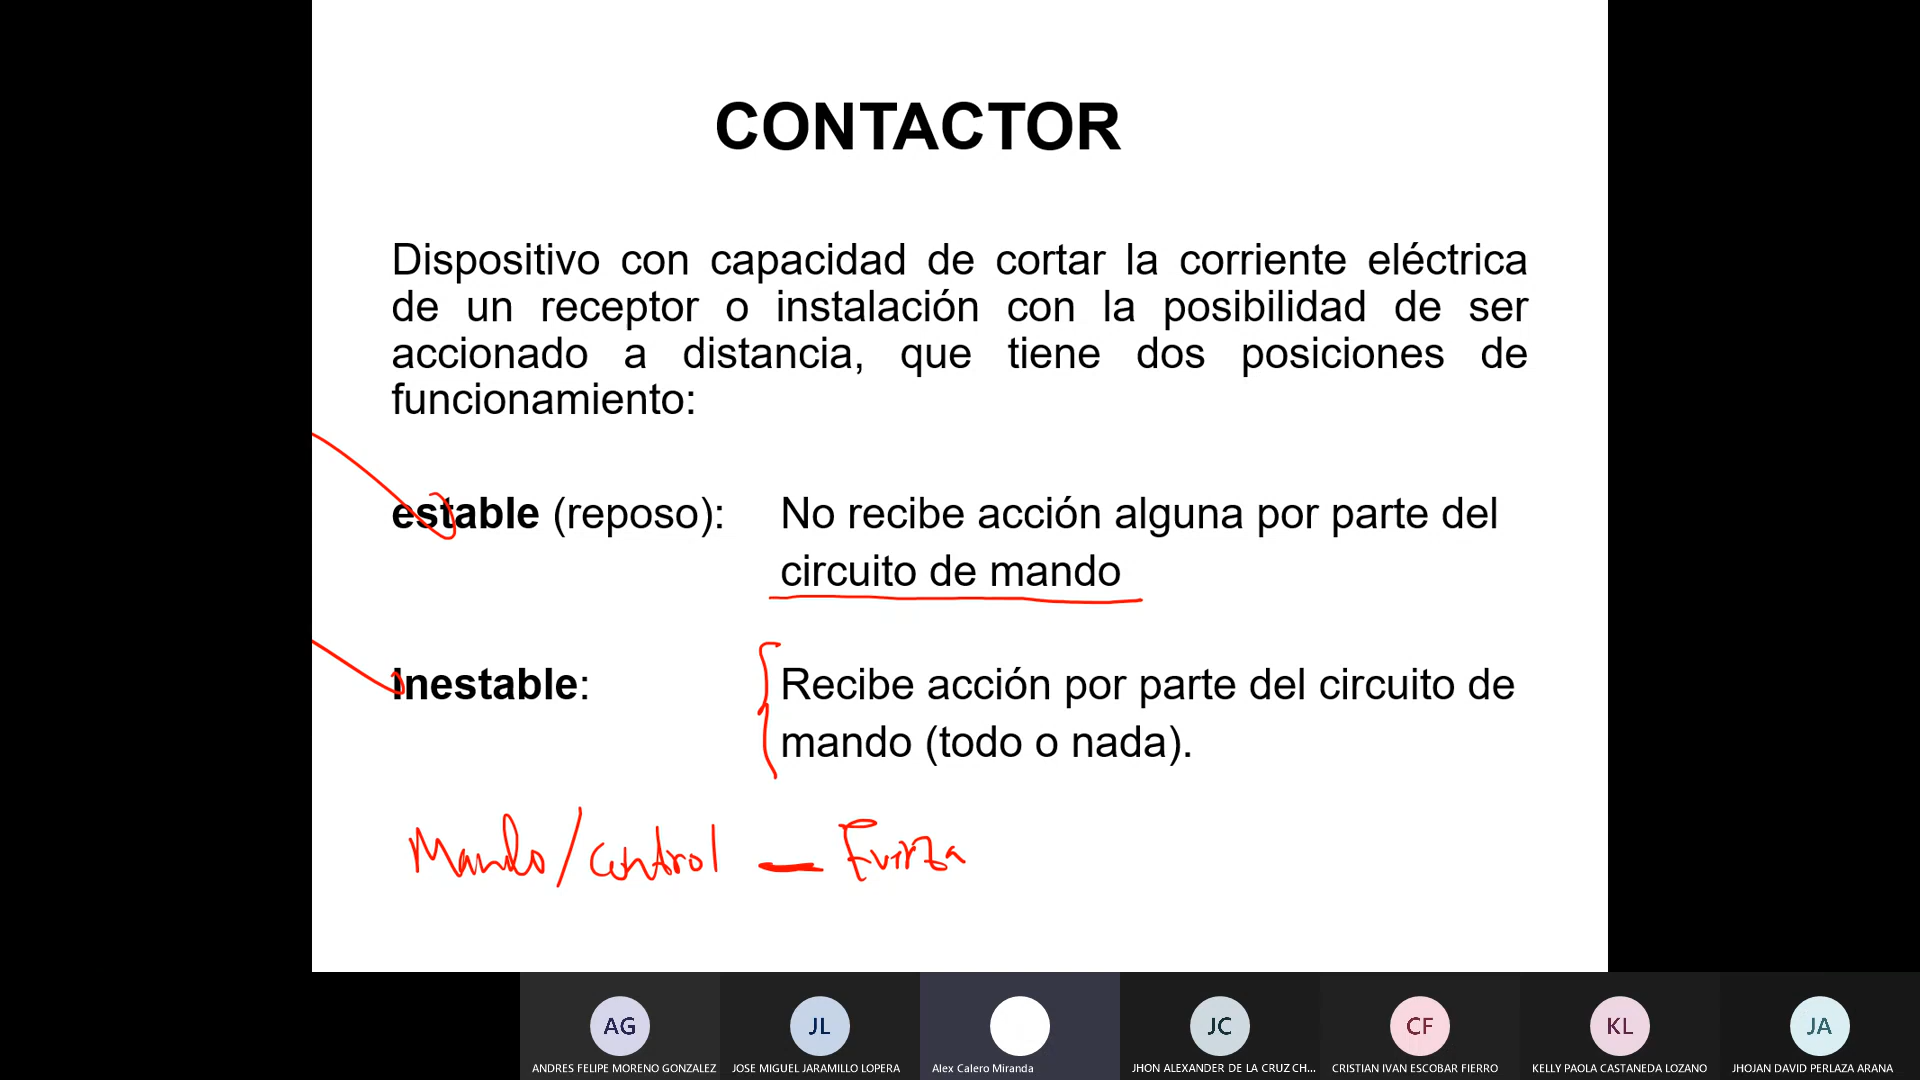 CONTACTOR
Dispositivo con capacidad de cortar la corriente eléctrica
de un receptor o instalación con la posibilidad de ser
accionado a distancia, que tiene dos posiciones de
funcionamiento:
estable (reposo): No recibe acción alguna por parte del
circuito de mando
Inestable: Recibe acción por parte del circuito de
mando (todo o nada).
Mando/control — Fuerza
AG JL JC CF KL JA
ANDRES FELIPE MORENO GONZALEZ JOSE MIGUEL JARAMILLO LOPERA Alex Calero Miranda JHON ALEXANDER DE LA CRUZ CH... CRISTIAN IVAN ESCOBAR FIERRO KELLY PAOLA CASTANEDA LOZANO JHOJAN DAVID PERLAZA ARANA